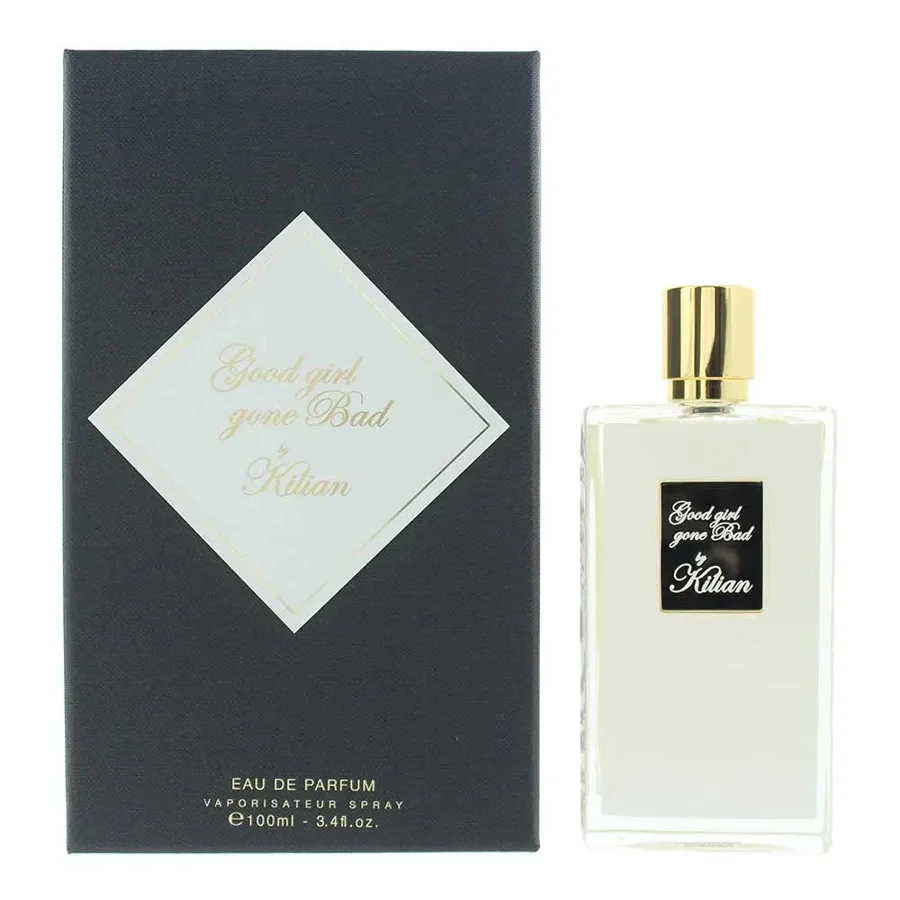 Good girl
gone Bad
by
Kilian
EAU DE PARFUM
VAPORISATEUR SPRAY
℮100ml - 3.4fl.oz.
Good girl
gone Bad
by
Kilian